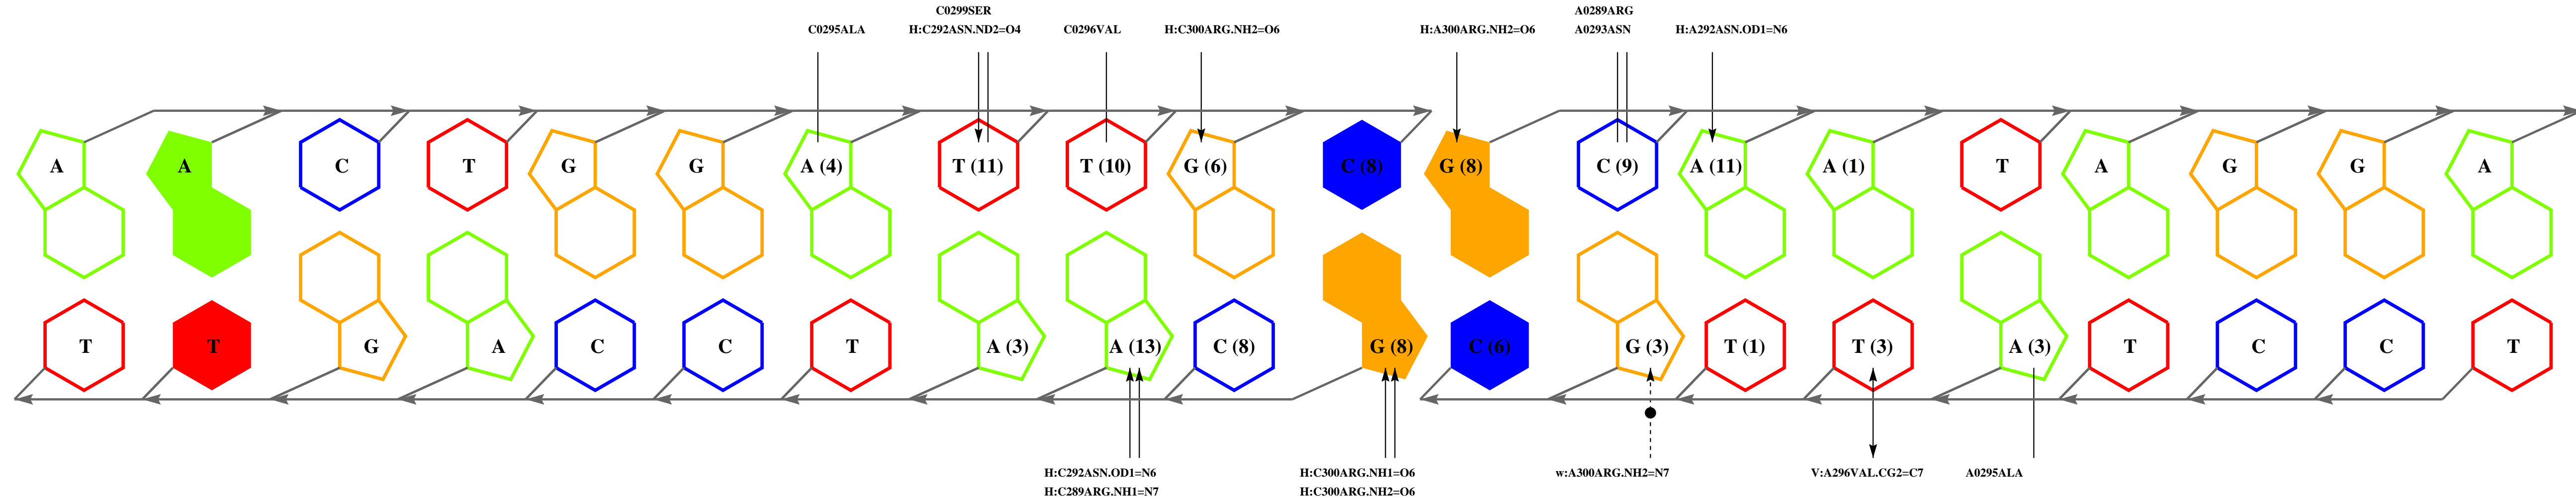 C0299SER A0289ARG
C0295ALA H:C292ASN.ND2=O4 C0296VAL H:C300ARG.NH2=O6 H:A300ARG.NH2=O6 A0293ASN H:A292ASN.OD1=N6
A A C T G G A (4) T (11) T (10) G (6) C (8) G (8) C (9) A (11) A (1) T A G G A
T T G A C C T A (3) A (13) C (8) G (8) C (6) G (3) T (1) T (3) A (3) T C C T
H:C292ASN.OD1=N6 H:C300ARG.NH1=O6 w:A300ARG.NH2=N7 V:A296VAL.CG2=C7 A0295ALA
H:C289ARG.NH1=N7 H:C300ARG.NH2=O6